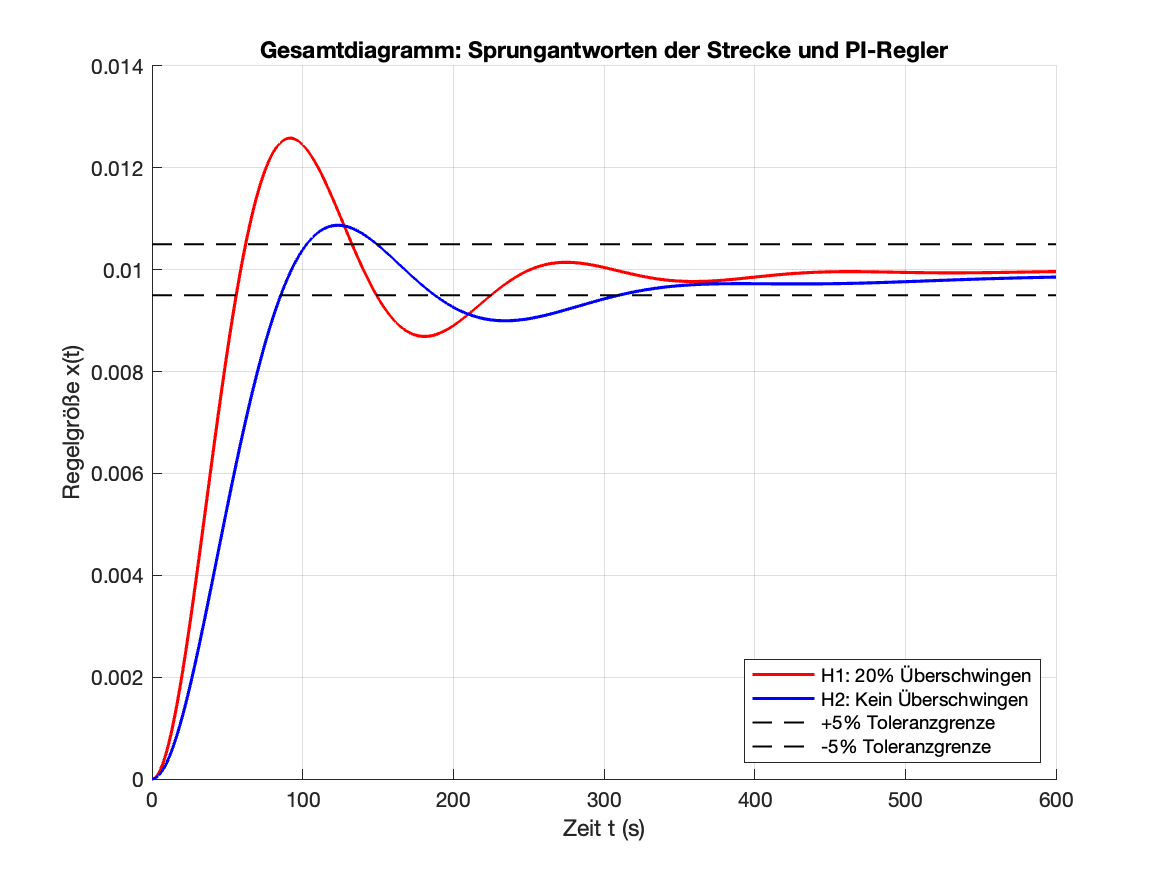 Gesamtdiagramm: Sprungantworten der Strecke und PI-Regler
0.014
0.012
0.01
0.008
0.006
0.004
0.002
0
Regelgröße x(t)
H1: 20% Überschwingen
H2: Kein Überschwingen
+5% Toleranzgrenze
-5% Toleranzgrenze
0 100 200 300 400 500 600
Zeit t (s)